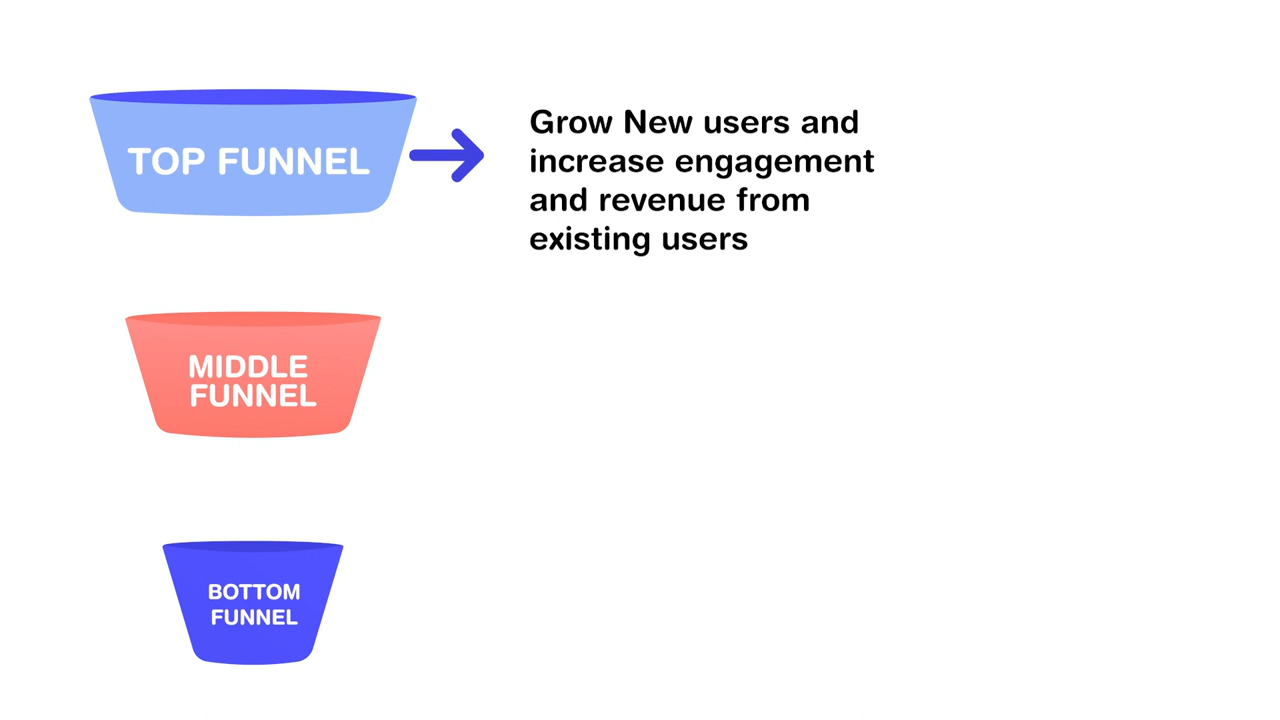 TOP FUNNEL
Grow New users and
increase engagement
and revenue from
existing users
MIDDLE
FUNNEL
BOTTOM
FUNNEL